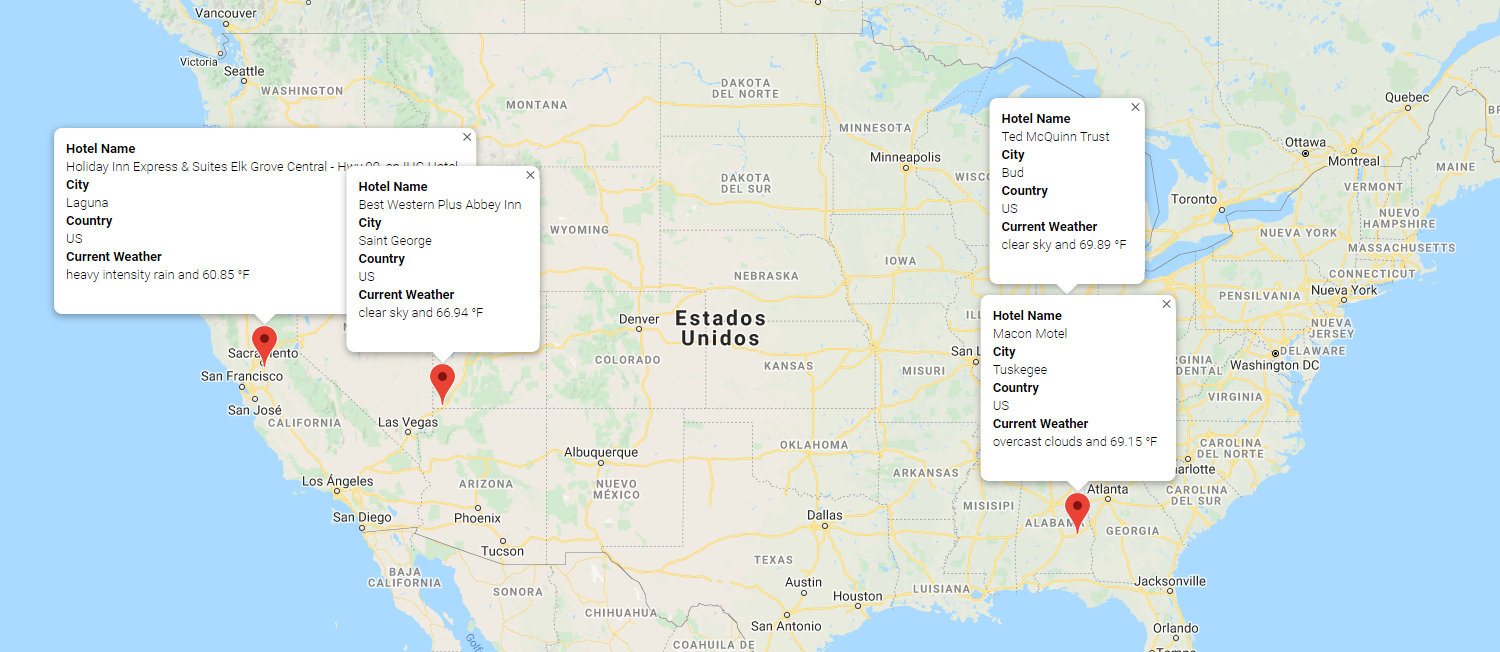 Vancouver
Victoria
Seattle
WASHINGTON
MONTANA
DAKOTA
DEL NORTE
MINNESOTA
Minneapolis
Quebec
Ottawa
Montreal
MAINE
Toronto
VERMONT
NUEVO
HAMPSHIRE
NUEVA YORK
MASSACHUSETTS
CONNECTICUT
Nueva York
PENSILVANIA
NUEVA
JERSEY
DELAWARE
Washington DC
VIRGINIA
DAKOTA
DEL SUR
WYOMING
IOWA
NEBRASKA
Denver
Estados
Unidos
COLORADO
KANSAS
MISURI
San Francisco
San José
CALIFORNIA
Las Vegas
Los Ángeles
San Diego
ARIZONA
Phoenix
Tucson
Albuquerque
NUEVO
MÉXICO
OKLAHOMA
ARKANSAS
CAROLINA
DEL NORTE
CAROLINA
DEL SUR
Atlanta
MISISIPI
ALABAMA
GEORGIA
Dallas
TEXAS
Austin
Houston
San Antonio
LUISIANA
Jacksonville
Orlando
BAJA
CALIFORNIA
SONORA
CHIHUAHUA
COAHUILA DE
Hotel Name
Holiday Inn Express & Suites Elk Grove Central - Hwy 99, an IHG Hotel
City
Laguna
Country
US
Current Weather
heavy intensity rain and 60.85 °F
Hotel Name
Best Western Plus Abbey Inn
City
Saint George
Country
US
Current Weather
clear sky and 66.94 °F
Hotel Name
Ted McQuinn Trust
City
Bud
Country
US
Current Weather
clear sky and 69.89 °F
Hotel Name
Macon Motel
City
Tuskegee
Country
US
Current Weather
overcast clouds and 69.15 °F